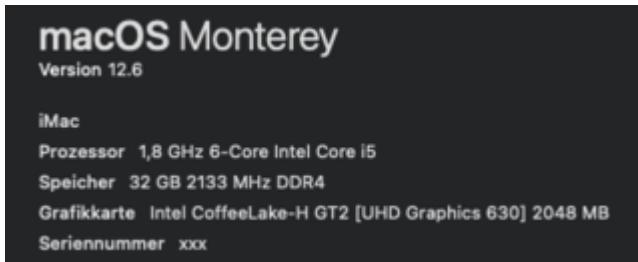 macOS Monterey
Version 12.6
iMac
Prozessor 1,8 GHz 6-Core Intel Core i5
Speicher 32 GB 2133 MHz DDR4
Grafikkarte Intel CoffeeLake-H GT2 [UHD Graphics 630] 2048 MB
Seriennummer xxx